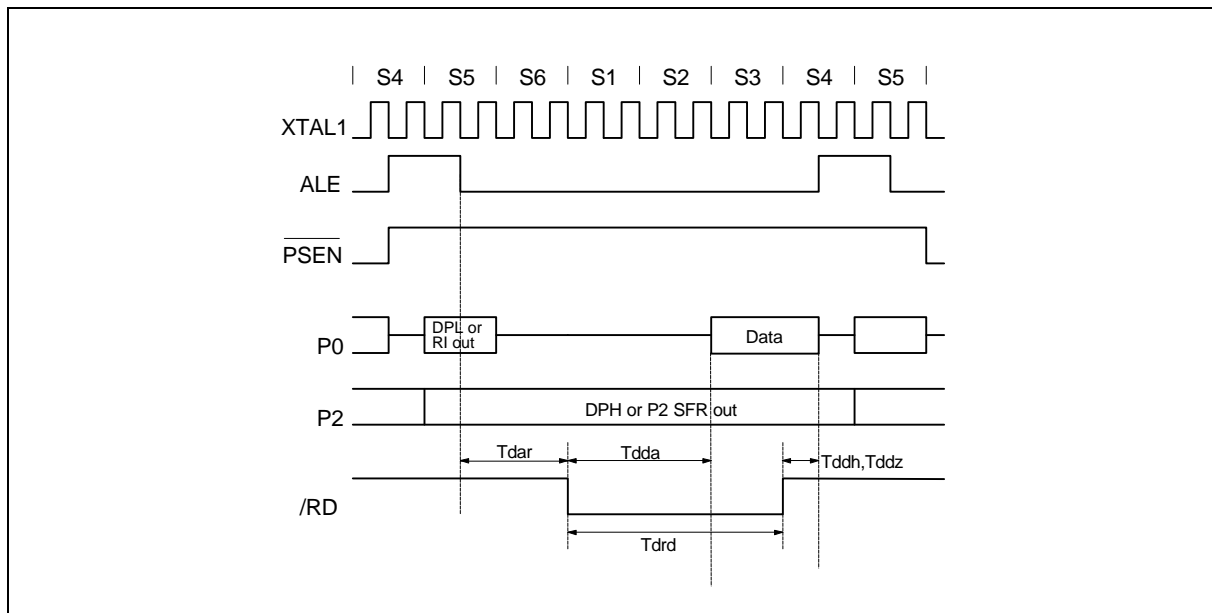 S4 S5 S6 S1 S2 S3 S4 S5
XTAL1
ALE
PSEN
P0
DPL or
RI out
Data
P2
DPH or P2 SFR out
Tdar
Tdda
Tddh,Tddz
/RD
Tdrd